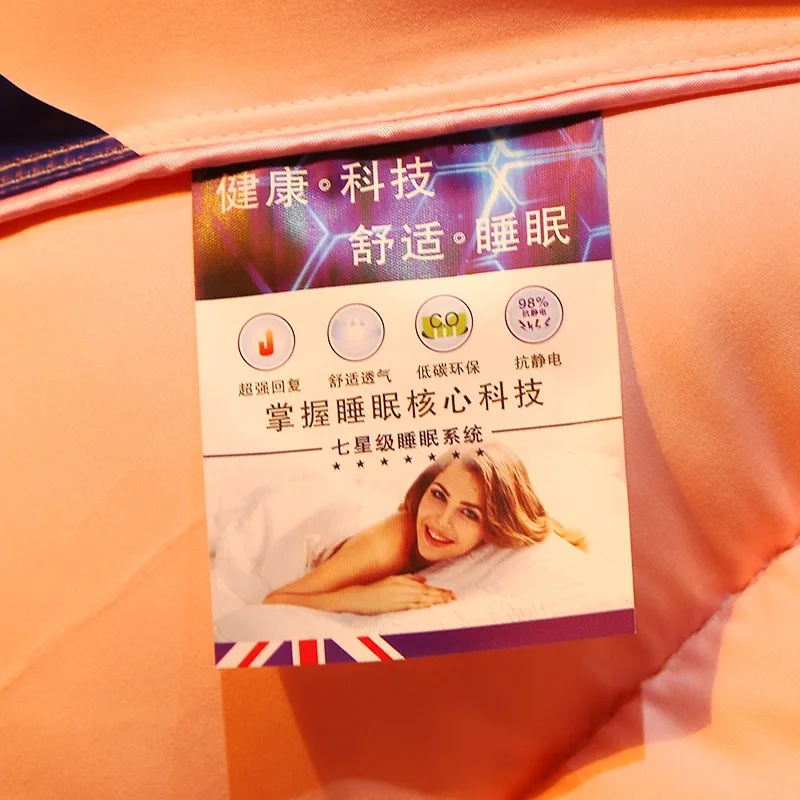 健康。科技
舒适。睡眠
98%
抗静电
超强回复
舒适透气
低碳环保
抗静电
掌握睡眠核心科技
七星级睡眠系统